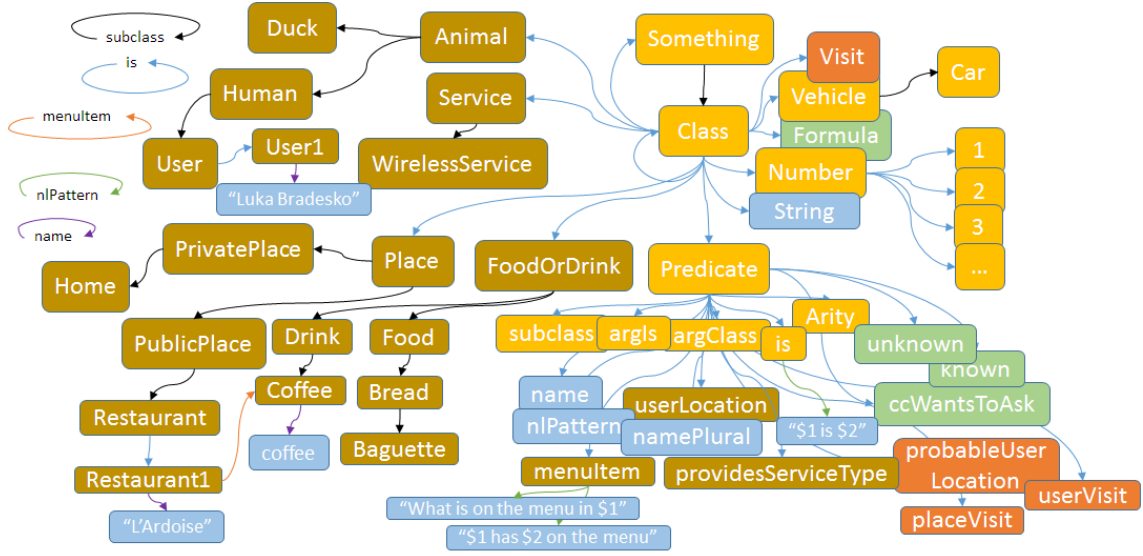 subclass
is
menuItem
nlPattern
name
Duck
Animal
Something
Visit
Car
Human
Service
Vehicle
Class
Formula
User
User1
WirelessService
Number
1
"Luka Bradesko"
String
2
3
...
PrivatePlace
Place
FoodOrDrink
Predicate
Home
PublicPlace
Drink
Food
subclass
argIs
argClass
is
Arity
unknown
known
Coffee
Bread
name
userLocation
ccWantsToAsk
Restaurant
nlPattern
namePlural
"$1 is $2"
coffee
Baguette
menuItem
providesServiceType
probableUser
Location
Restaurant1
userVisit
"What is on the menu in $1"
placeVisit
"L'Ardoise"
"$1 has $2 on the menu"